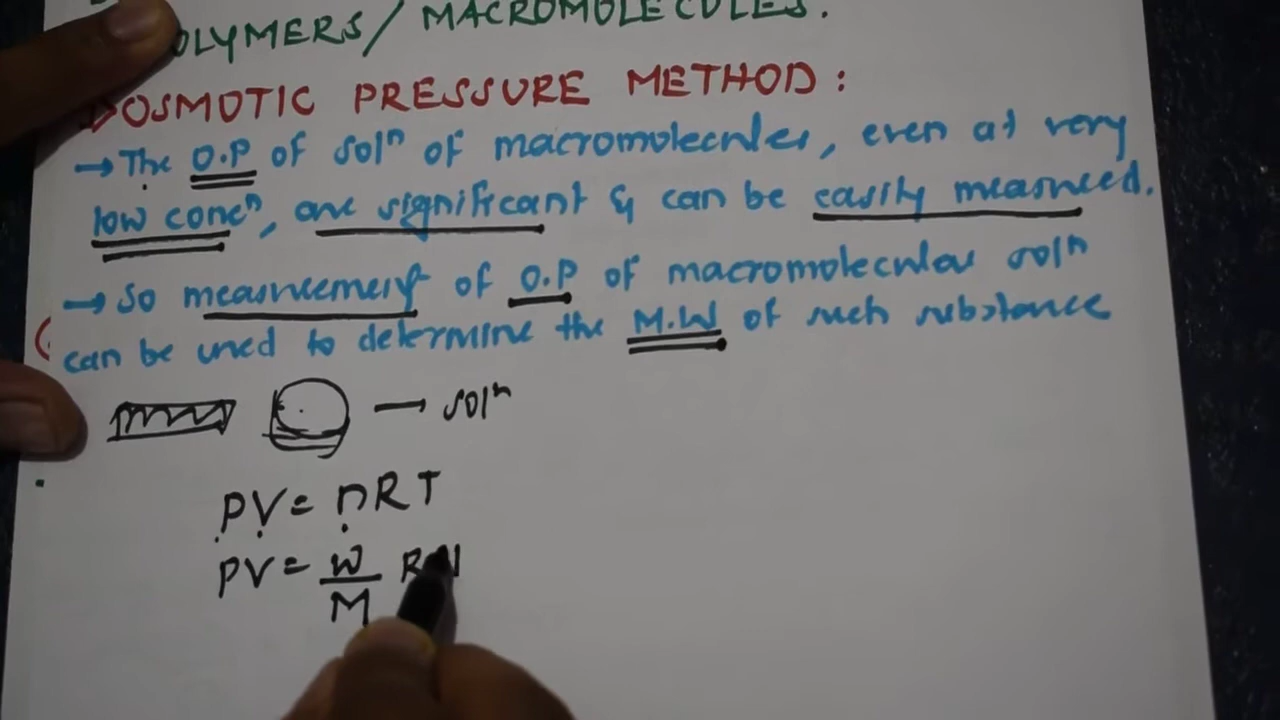 OLYMERS/ MACROMOLECULES.
OSMOTIC PRESSURE METHOD:
→ The O.P of solⁿ of macromolecules, even at very
low concⁿ, are significant & can be easily measured.
→ So measurement of O.P of macromolecular solⁿ
can be used to determine the M.W of such substance
— solⁿ
PV = nRT
PV = W/M R